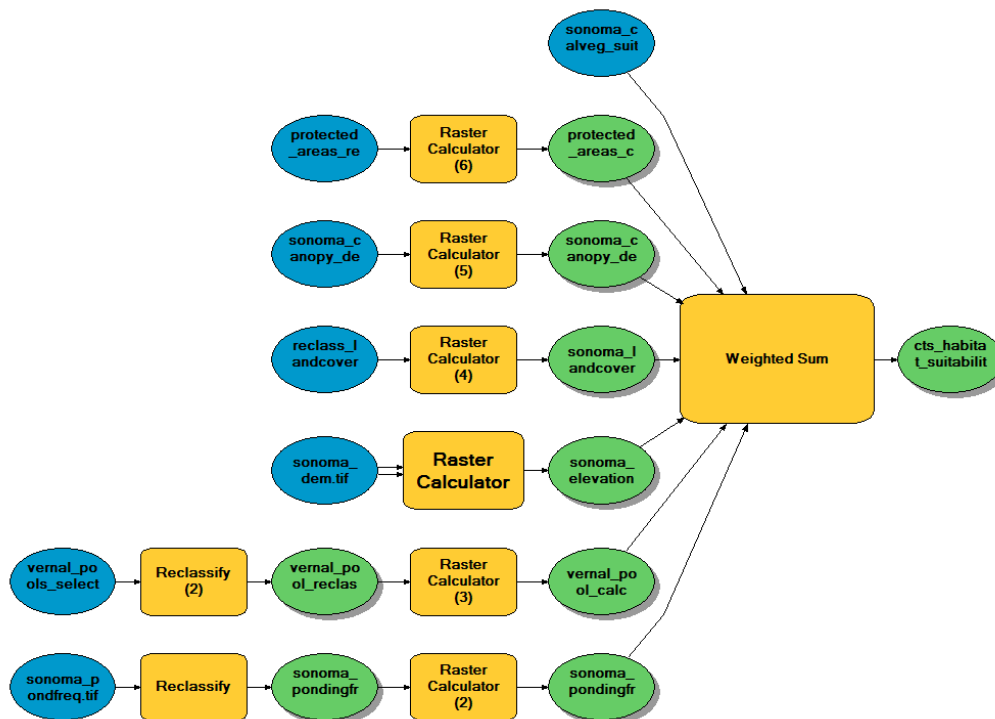 sonoma_c
alveg_suit
protected
_areas_re
Raster
Calculator
(6)
protected
_areas_c
sonoma_c
anopy_de
Raster
Calculator
(5)
sonoma_c
anopy_de
reclass_l
andcover
Raster
Calculator
(4)
sonoma_l
andcover
Weighted Sum
cts_habita
t_suitabilit
sonoma_
dem.tif
Raster
Calculator
sonoma_
elevation
vernal_po
ols_select
Reclassify
(2)
vernal_po
ol_reclas
Raster
Calculator
(3)
vernal_po
ol_calc
sonoma_p
ondfreq.tif
Reclassify
sonoma_
pondingfr
Raster
Calculator
(2)
sonoma_
pondingfr